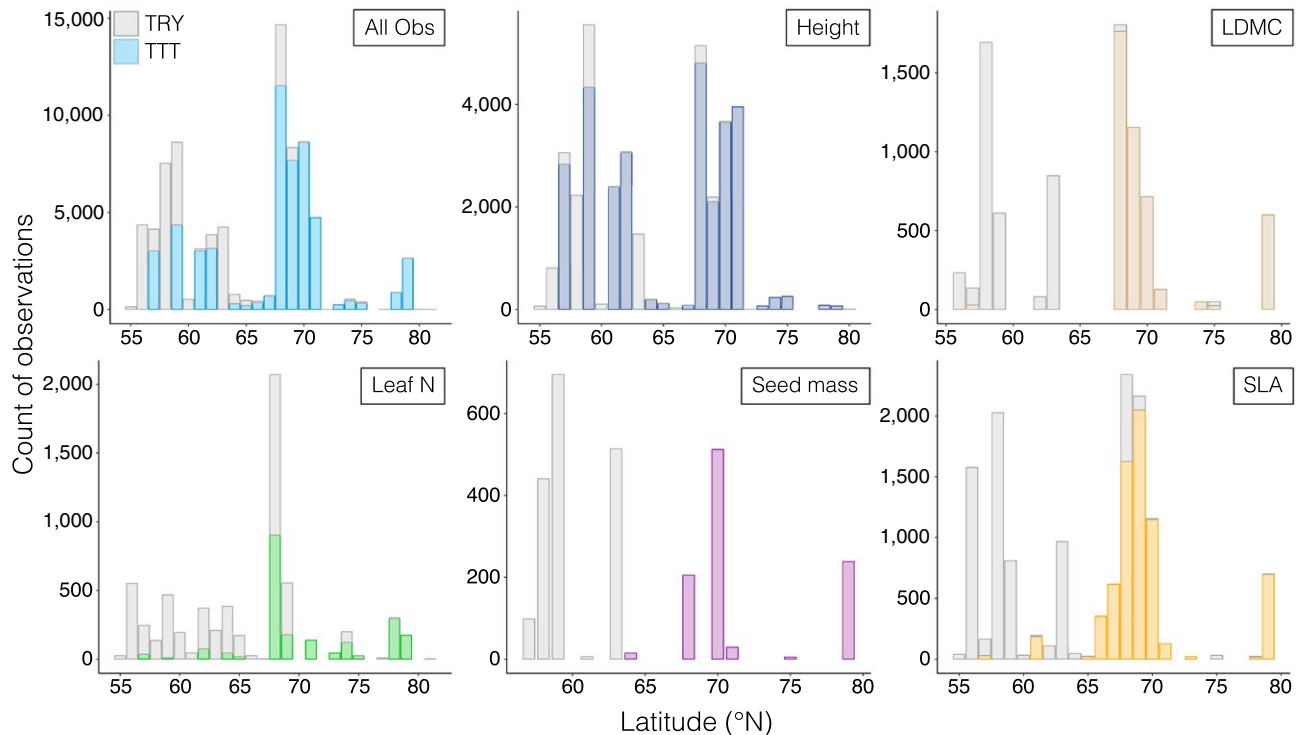 Count of observations
TRY
TTT
All Obs
15,000
10,000
5,000
0
55 60 65 70 75 80
Height
4,000
2,000
0
55 60 65 70 75 80
LDMC
1,500
1,000
500
0
55 60 65 70 75 80
Leaf N
2,000
1,500
1,000
500
0
55 60 65 70 75 80
Seed mass
600
400
200
0
60 65 70 75 80
SLA
2,000
1,500
1,000
500
0
55 60 65 70 75 80
Latitude (°N)